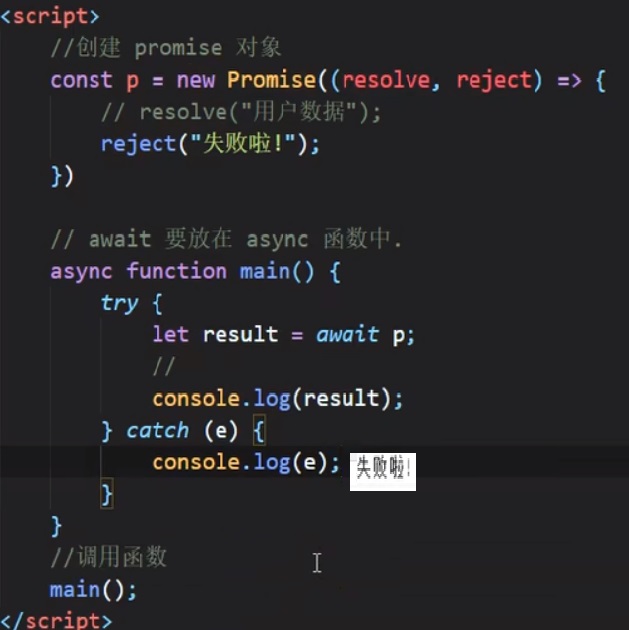 <script>
//创建 promise 对象
const p = new Promise((resolve, reject) => {
// resolve("用户数据");
reject("失败啦!");
})
// await 要放在 async 函数中.
async function main() {
try {
let result = await p;
//
console.log(result);
} catch (e) {
console.log(e); 失败啦!
}
}
//调用函数
main();
</script>